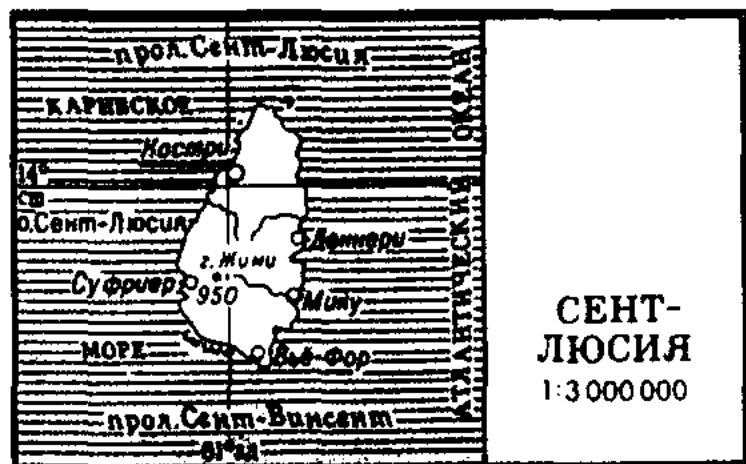 прол. Сент-Люсия
КАРИБСКОЕ
Кастри
14°
сш
о.Сент-Люсия
Деннери
г. Жими
950
Суфриер
Мику
МОРЕ
Вьё-Фор
прол. Сент-Винсент
61° зд
АТЛАНТИЧЕСКИЙ ОКЕАН
СЕНТ-
ЛЮСИЯ
1:3 000 000